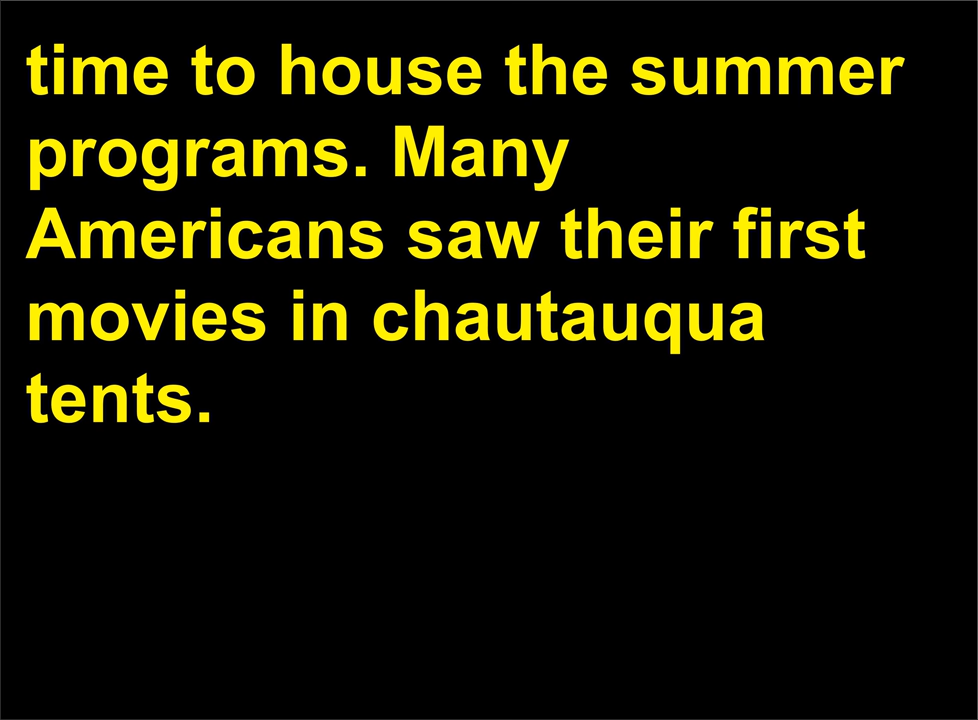 time to house the summer
programs. Many
Americans saw their first
movies in chautauqua
tents.